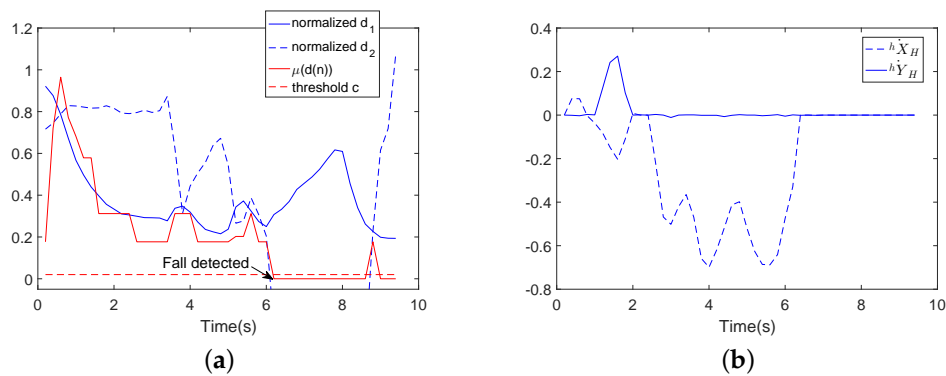 1.2
1
0.8
0.6
0.4
0.2
0
0 2 4 6 8 10
Time(s)
normalized d1
normalized d2
μ(d(n))
threshold c
Fall detected
(a)
0.4
0.2
0
-0.2
-0.4
-0.6
-0.8
0 2 4 6 8 10
Time(s)
hẊH
hẎH
(b)